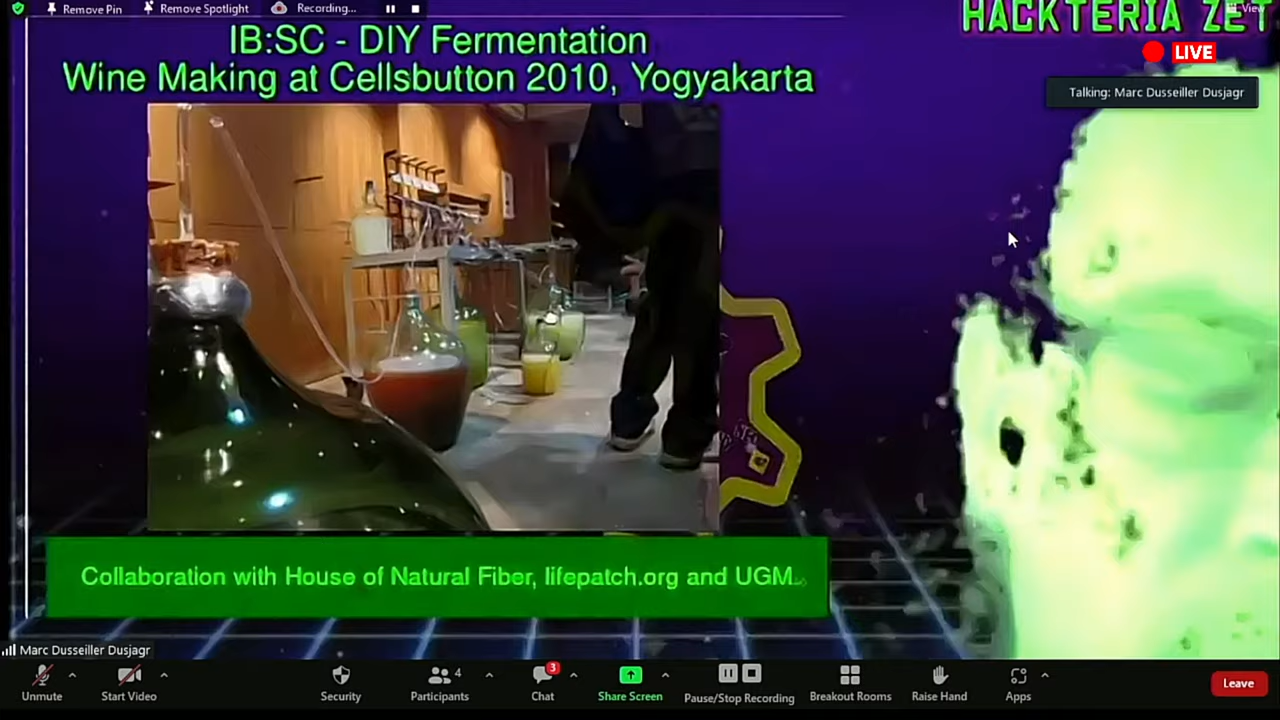 Remove Pin
Remove Spotlight
Recording...
View
HACKTERIA ZET
LIVE
IB:SC - DIY Fermentation
Wine Making at Cellsbutton 2010, Yogyakarta
Talking: Marc Dusseiller Dusjagr
Collaboration with House of Natural Fiber, lifepatch.org and UGM
Marc Dusseiller Dusjagr
Unmute
Start Video
Security
Participants
4
Chat
3
Share Screen
Pause/Stop Recording
Breakout Rooms
Raise Hand
Apps
Leave